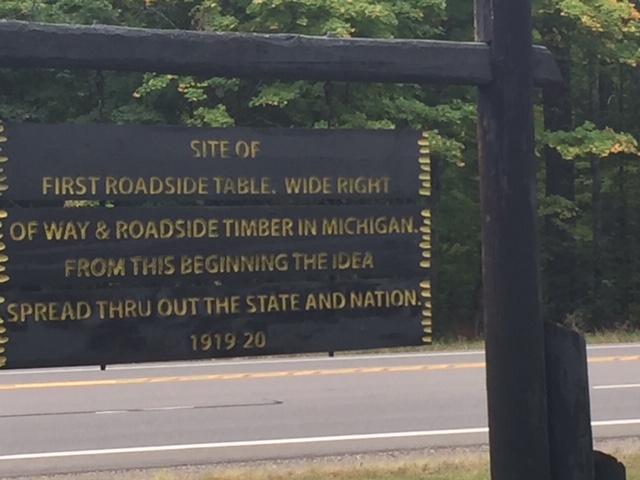 SITE OF
FIRST ROADSIDE TABLE. WIDE RIGHT
OF WAY & ROADSIDE TIMBER IN MICHIGAN.
FROM THIS BEGINNING THE IDEA
SPREAD THRU OUT THE STATE AND NATION.
1919-20